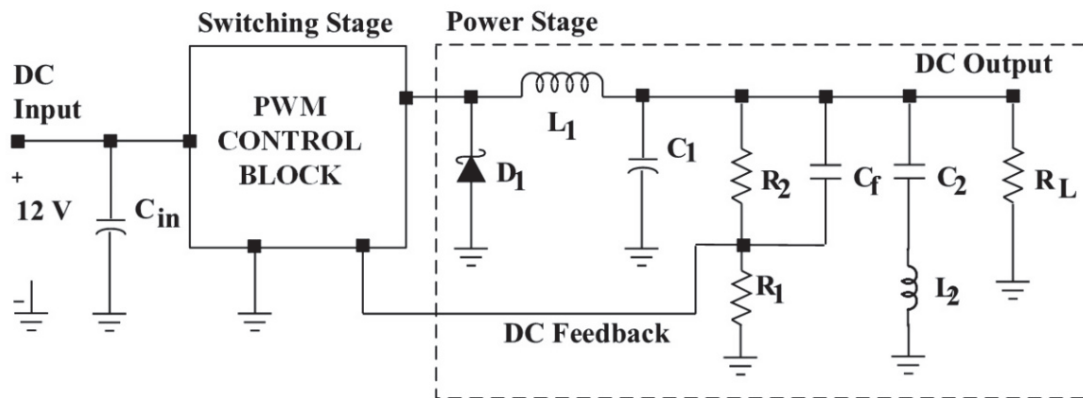 Switching Stage
Power Stage
DC
Input
PWM
CONTROL
BLOCK
DC Output
L1
C1
D1
R2
Cf
C2
RL
+
12 V
Cin
-
R1
L2
DC Feedback